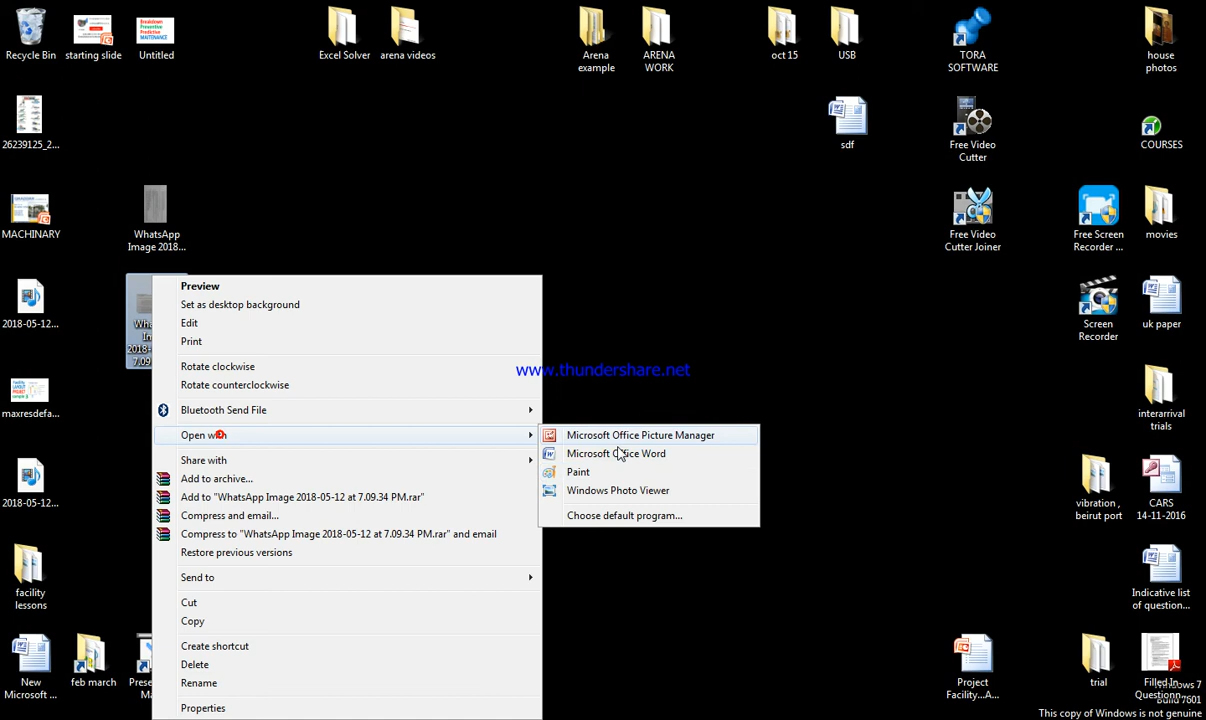 Recycle Bin
starting slide
Untitled
Excel Solver
arena videos
Arena
example
ARENA
WORK
oct 15
USB
TORA
SOFTWARE
house
photos
26239125_2...
sdf
Free Video
Cutter
COURSES
MACHINARY
WhatsApp
Image 2018...
Free Video
Cutter Joiner
Free Screen
Recorder ...
movies
2018-05-12...
Screen
Recorder
uk paper
maxresdefa...
interarrival
trials
2018-05-12...
vibration ,
beirut port
CARS
14-11-2016
facility
lessons
Indicative list
of question...
New
Microsoft ...
feb march
Project
Facility...A...
trial
Filled In
Question...
Preview
Set as desktop background
Edit
Print
Rotate clockwise
Rotate counterclockwise
Bluetooth Send File
Open with
Share with
Add to archive...
Add to "WhatsApp Image 2018-05-12 at 7.09.34 PM.rar"
Compress and email...
Compress to "WhatsApp Image 2018-05-12 at 7.09.34 PM.rar" and email
Restore previous versions
Send to
Cut
Copy
Create shortcut
Delete
Rename
Properties
Microsoft Office Picture Manager
Microsoft Office Word
Paint
Windows Photo Viewer
Choose default program...
www.thundershare.net
Windows 7
Build 7601
This copy of Windows is not genuine